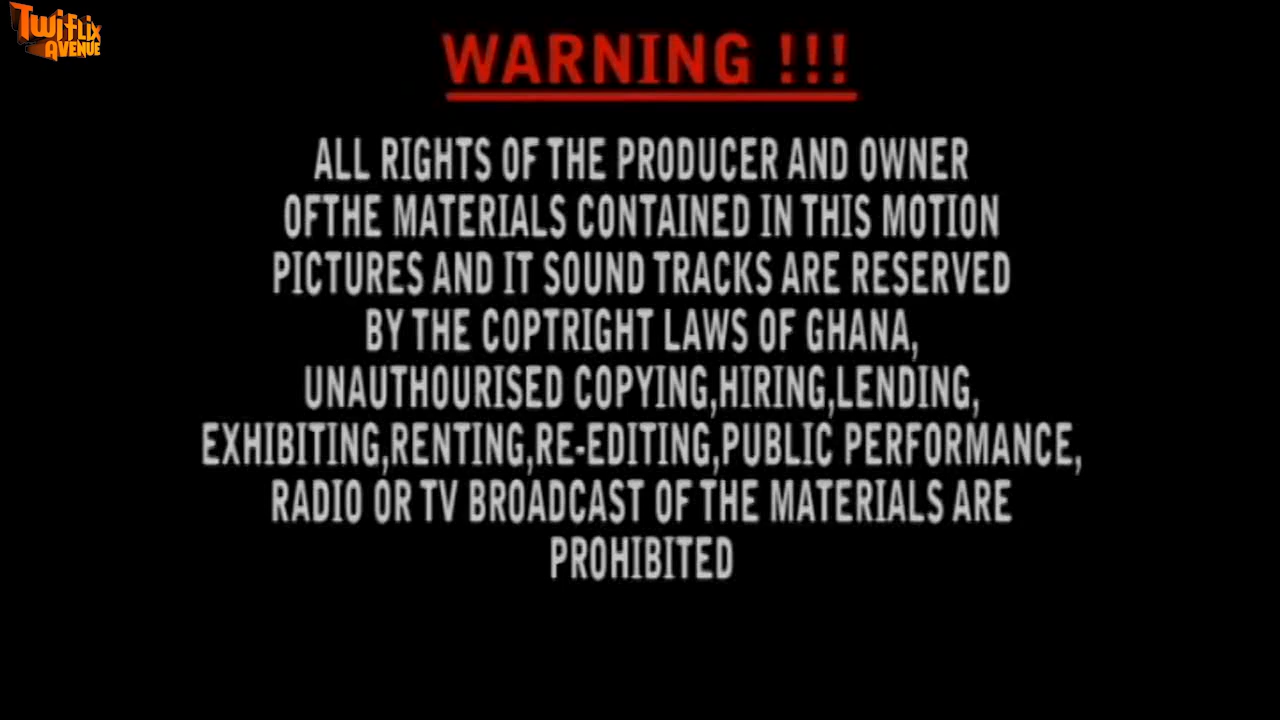 TWIFLIX
AVENUE
WARNING !!!
ALL RIGHTS OF THE PRODUCER AND OWNER
OFTHE MATERIALS CONTAINED IN THIS MOTION
PICTURES AND IT SOUND TRACKS ARE RESERVED
BY THE COPTRIGHT LAWS OF GHANA,
UNAUTHOURISED COPYING,HIRING,LENDING,
EXHIBITING,RENTING,RE-EDITING,PUBLIC PERFORMANCE,
RADIO OR TV BROADCAST OF THE MATERIALS ARE
PROHIBITED